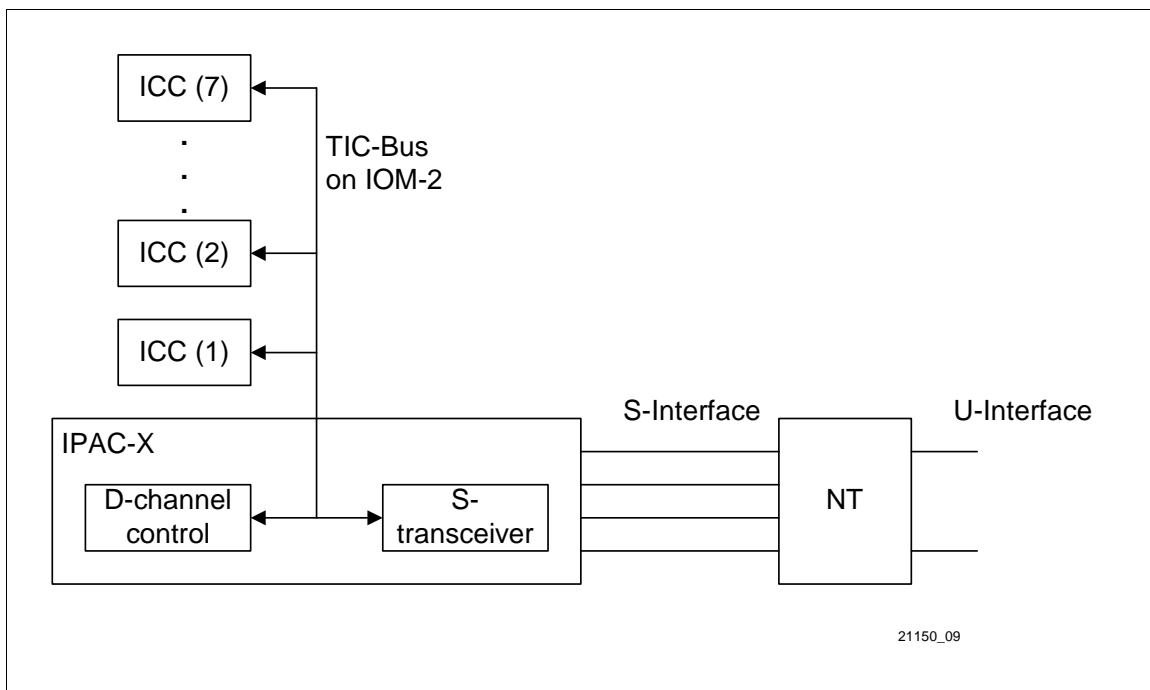 ICC (7)
TIC-Bus
on IOM-2
ICC (2)
ICC (1)
S-Interface
U-Interface
IPAC-X
D-channel
control
S-
transceiver
NT
21150_09